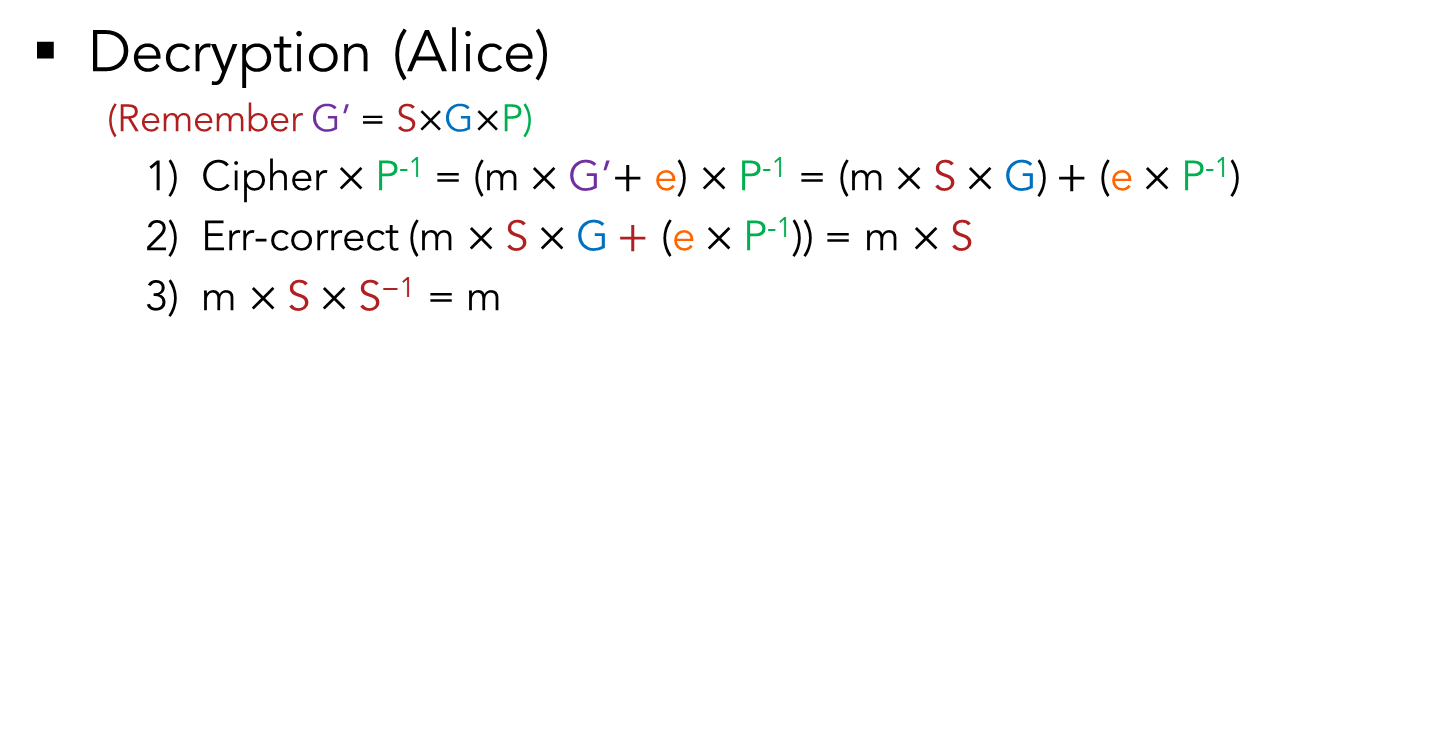 ▪ Decryption (Alice)
(Remember G′ = S×G×P)
1) Cipher × P⁻¹ = (m × G′+ e) × P⁻¹ = (m × S × G) + (e × P⁻¹)
2) Err-correct (m × S × G + (e × P⁻¹)) = m × S
3) m × S × S⁻¹ = m